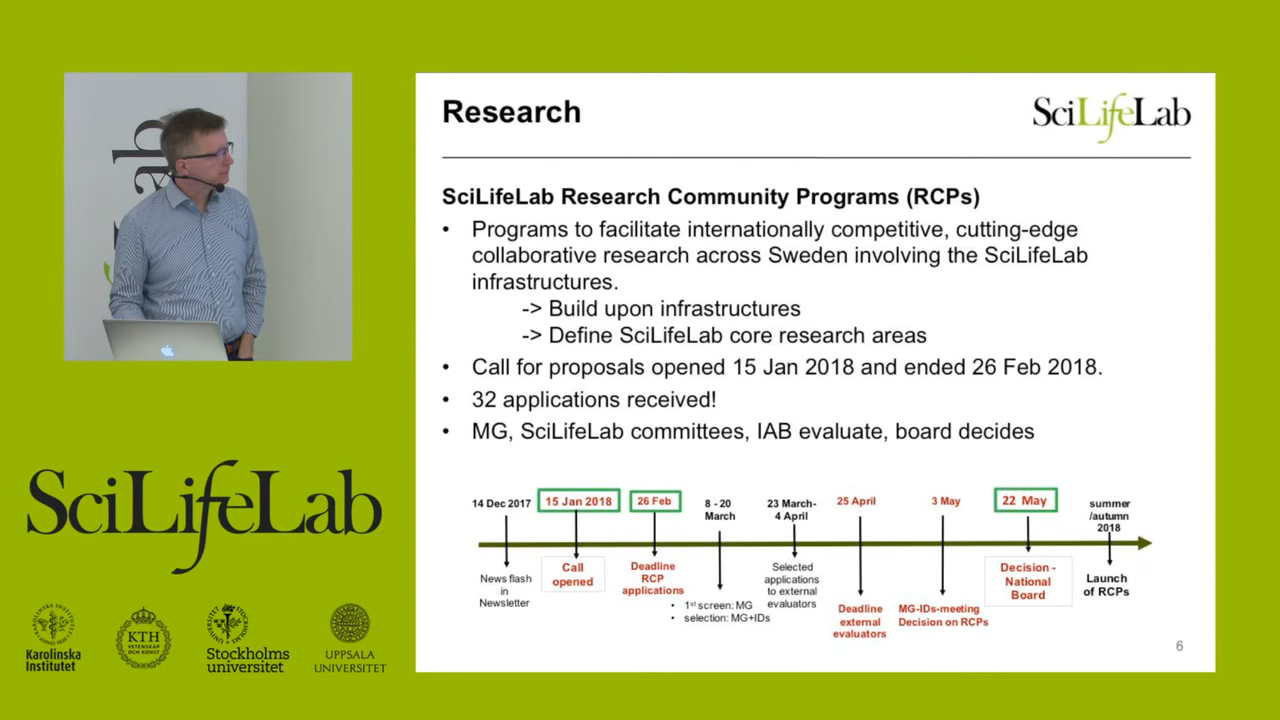 Research
SciLifeLab
SciLifeLab Research Community Programs (RCPs)
• Programs to facilitate internationally competitive, cutting-edge
collaborative research across Sweden involving the SciLifeLab
infrastructures.
-> Build upon infrastructures
-> Define SciLifeLab core research areas
• Call for proposals opened 15 Jan 2018 and ended 26 Feb 2018.
• 32 applications received!
• MG, SciLifeLab committees, IAB evaluate, board decides
14 Dec 2017
15 Jan 2018
26 Feb
8 - 20
March
23 March-
4 April
25 April
3 May
22 May
summer
/autumn
2018
News flash
in
Newsletter
Call
opened
Deadline
RCP
applications
• 1st screen: MG
• selection: MG+IDs
Selected
applications
to external
evaluators
Deadline
external
evaluators
MG-IDs-meeting
Decision on RCPs
Decision -
National
Board
Launch
of RCPs
6
ab
SciLifeLab
Karolinska
Institutet
KTH
VETENSKAP
OCH KONST
Stockholms
universitet
UPPSALA
UNIVERSITET